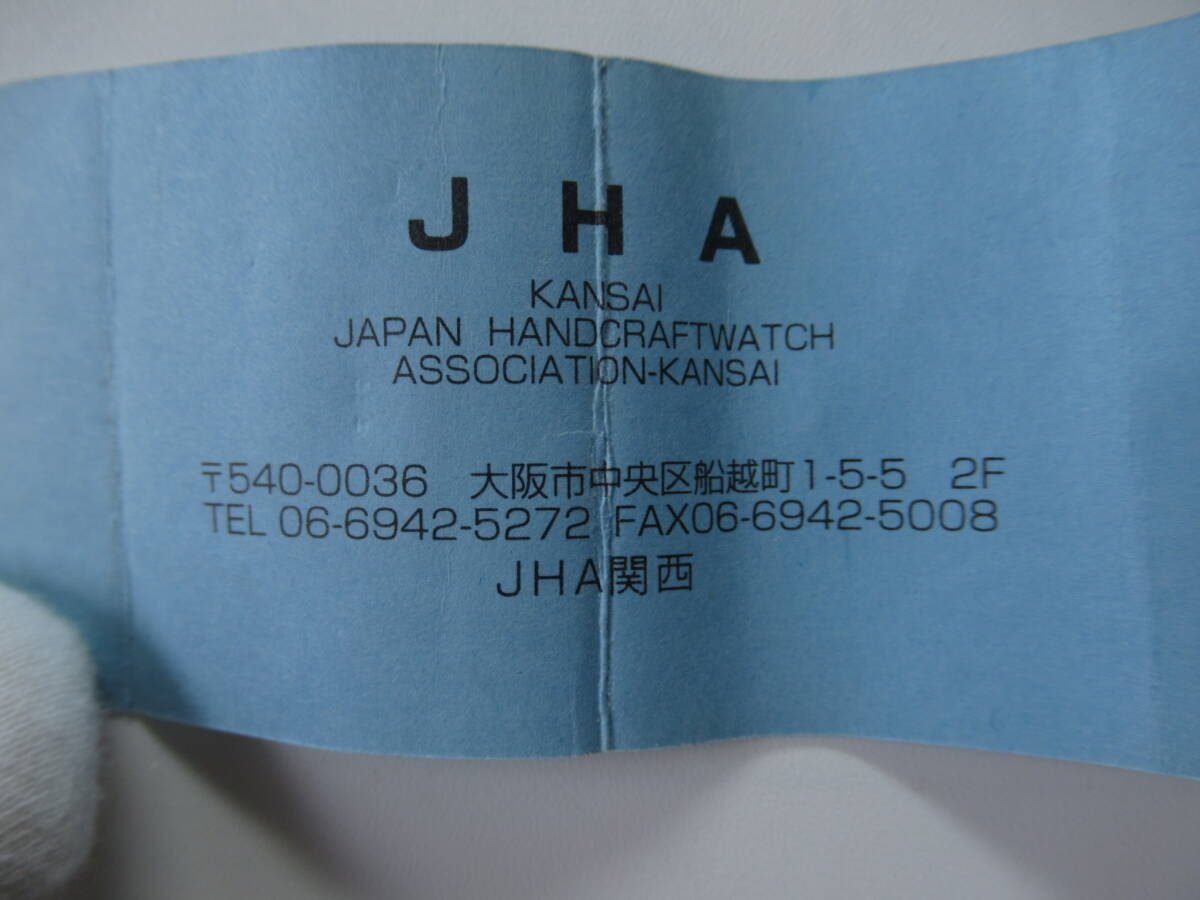 JHA
KANSAI
JAPAN HANDCRAFTWATCH
ASSOCIATION-KANSAI
〒540-0036 大阪市中央区船越町1-5-5 2F
TEL 06-6942-5272 FAX06-6942-5008
JHA関西